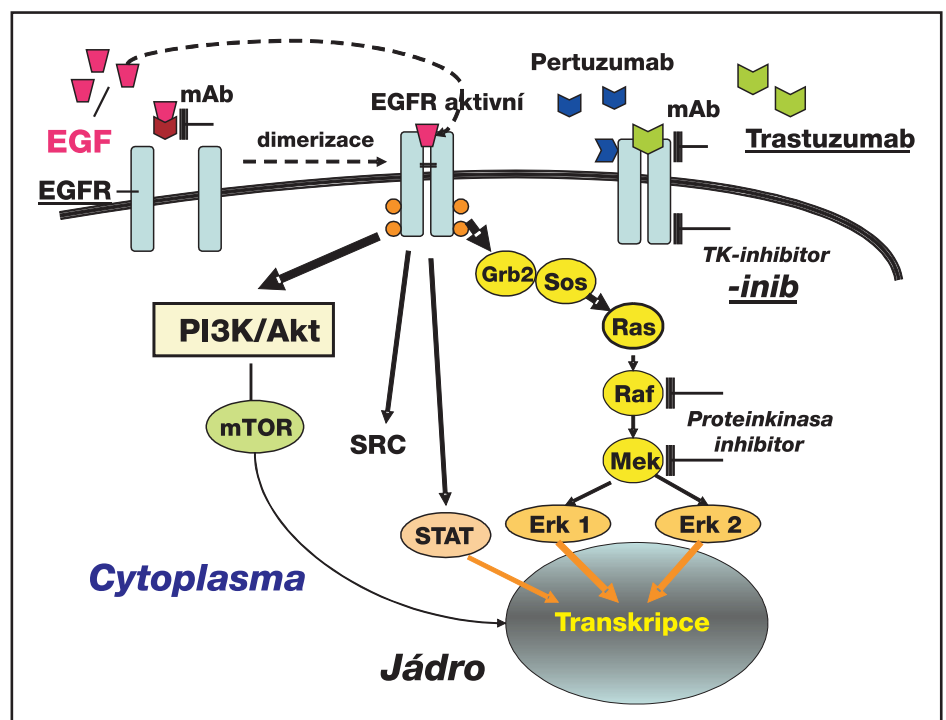 Pertuzumab
mAb
EGFR aktivní
mAb
EGF
Trastuzumab
dimerizace
EGFR
TK-inhibitor
-inib
Grb2
Sos
PI3K/Akt
Ras
Raf
mTOR
Proteinkinasa
inhibitor
SRC
Mek
STAT
Erk 1
Erk 2
Cytoplasma
Transkripce
Jádro